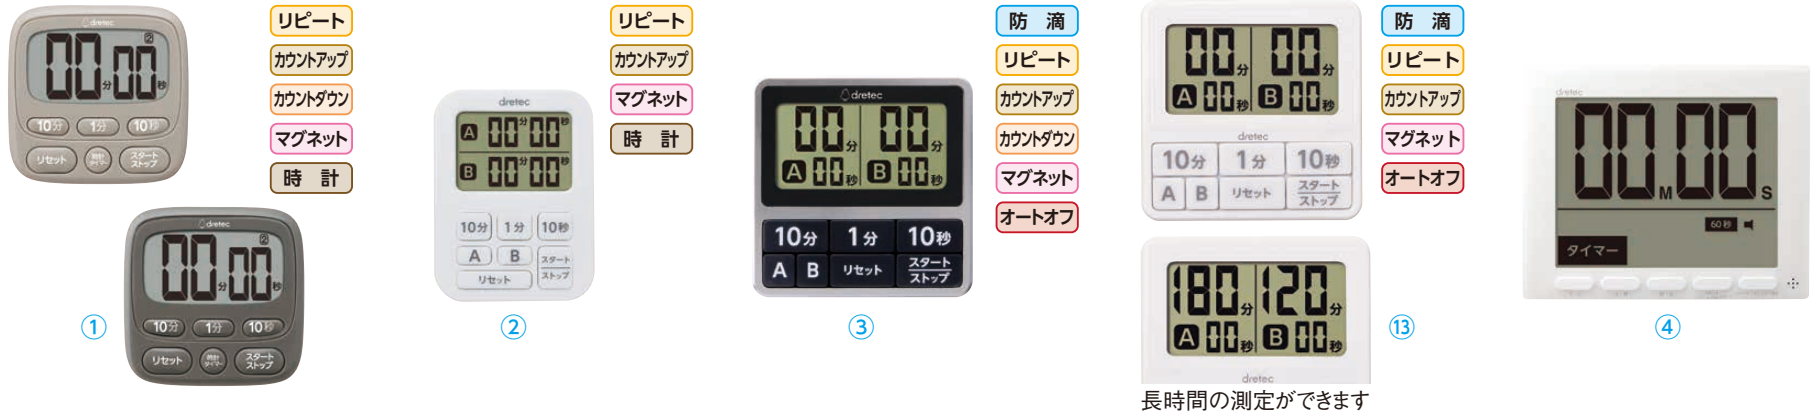 dretec
00分00秒
2
10分 1分 10秒
リセット 時計タイマー スタート
ストップ
リピート
カウントアップ
カウントダウン
マグネット
時 計
dretec
00分00秒
2
10分 1分 10秒
リセット 時計タイマー スタート
ストップ
①
dretec
A 00分00秒
B 00分00秒
10分 1分 10秒
A B スタート
リセット ストップ
リピート
カウントアップ
マグネット
時 計
②
dretec
00分 00分
A 00秒 B 00秒
10分 1分 10秒
A B リセット スタート
ストップ
防 滴
リピート
カウントアップ
カウントダウン
マグネット
オートオフ
③
00分 00分
A 00秒 B 00秒
dretec
10分 1分 10秒
A B リセット スタート
ストップ
防 滴
リピート
カウントアップ
マグネット
オートオフ
180分 120分
A 00秒 B 00秒
dretec
⑬
長時間の測定ができます
dretec
00M00S
60秒
タイマー
④